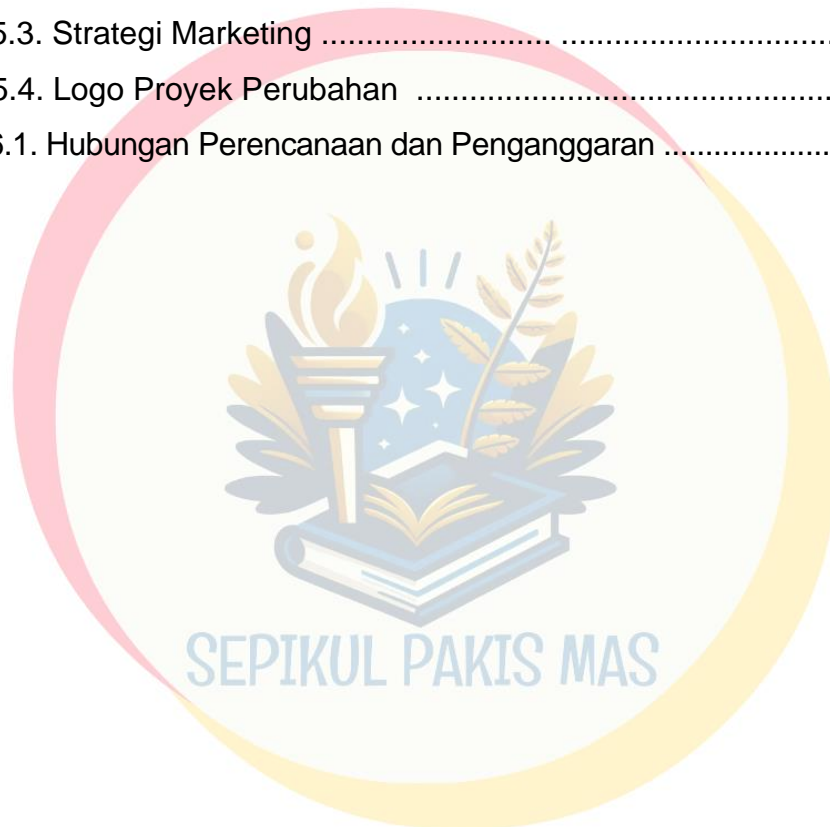 5.3. Strategi Marketing .......................... ...............................
5.4. Logo Proyek Perubahan ...............................................
6.1. Hubungan Perencanaan dan Penganggaran ....................
SEPIKUL PAKIS MAS